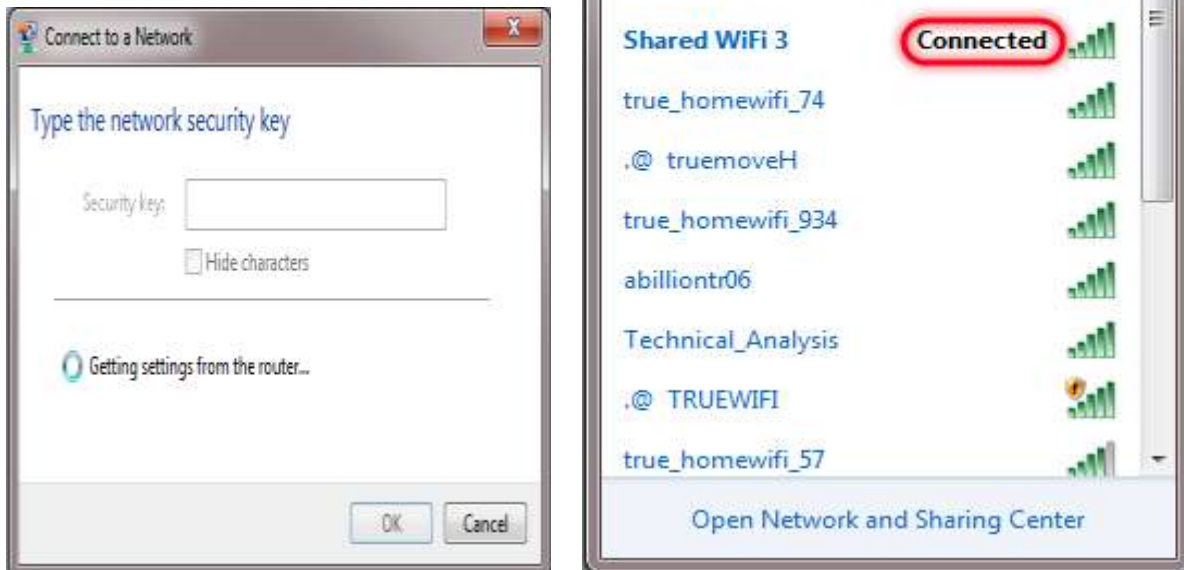 Connect to a Network
Type the network security key
Security key:
Hide characters
Getting settings from the router...
OK Cancel
Shared WiFi 3 Connected
true_homewifi_74
.@ truemoveH
true_homewifi_934
abilliontr06
Technical_Analysis
.@ TRUEWIFI
true_homewifi_57
Open Network and Sharing Center